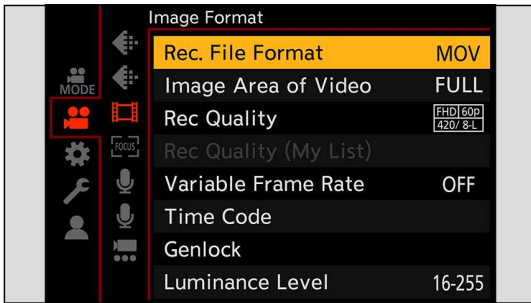 Image Format
Rec. File Format MOV
Image Area of Video FULL
Rec Quality FHD 60p 420/ 8-L
Rec Quality (My List)
Variable Frame Rate OFF
Time Code
Genlock
Luminance Level 16-255
MODE
FOCUS